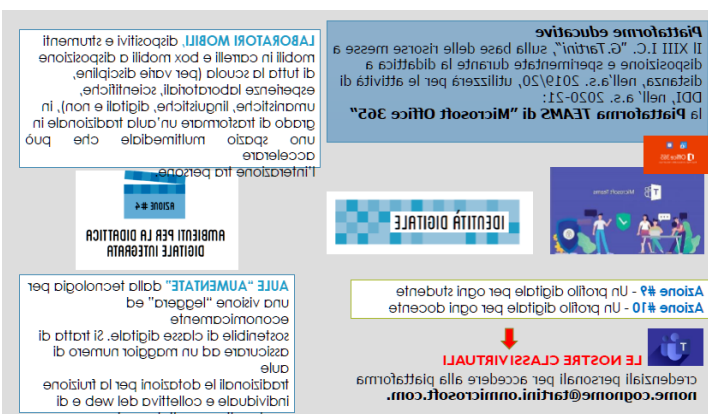 Piattaforme educative
Il XIII I.C. "G.Tartini", sulla base delle risorse messe a
disposizione e sperimentate durante la didattica a
distanza, nell'a.s. 2019/20, utilizzerà per le attività di
DDI, nell' a.s. 2020-21:
la Piattaforma TEAMS di "Microsoft Office 365"
Office 365
Microsoft Teams
IDENTITÀ DIGITALE
Azione #9 - Un profilo digitale per ogni studente
Azione #10 - Un profilo digitale per ogni docente
LE NOSTRE CLASSI VIRTUALI
credenziali personali per accedere alla piattaforma
nome.cognome@tartini.onmicrosoft.com.
LABORATORI MOBILI, dispositivi e strumenti
mobili in carrelli e box mobili a disposizione
di tutta la scuola (per varie discipline,
esperienze laboratoriali, scientifiche,
umanistiche, linguistiche, digitali e non), in
grado di trasformare un'aula tradizionale in
uno spazio multimediale che può
accelerare
l'interazione tra persone.
AZIONE #4
AMBIENTI PER LA DIDATTICA
DIGITALE INTEGRATA
AULE "AUMENTATE" dalla tecnologia per
una visione "leggera" ed
economicamente
sostenibile di classe digitale. Si tratta di
assicurare ad un maggior numero di
aule
tradizionali le dotazioni per la fruizione
individuale e collettiva del web e di